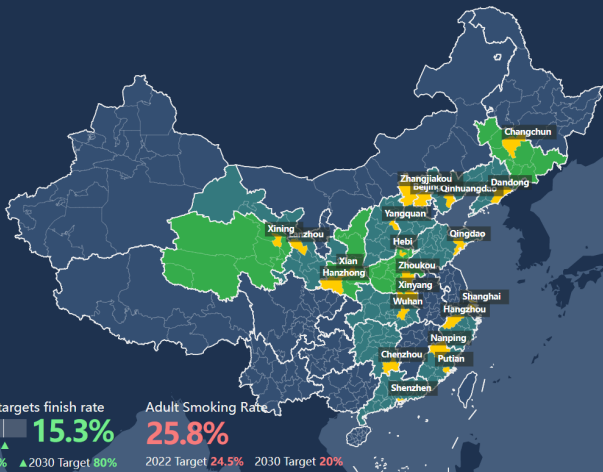 Changchun
Zhangjiakou
Beijing
Qinhuangdao
Dandong
Yangquan
Qingdao
Xining
Lanzhou
Hebi
Xian
Zhoukou
Hanzhong
Xinyang
Shanghai
Wuhan
Hangzhou
Nanping
Chenzhou
Putian
Shenzhen
targets finish rate
15.3%
▲
% ▲2030 Target 80%
Adult Smoking Rate
25.8%
2022 Target 24.5% 2030 Target 20%